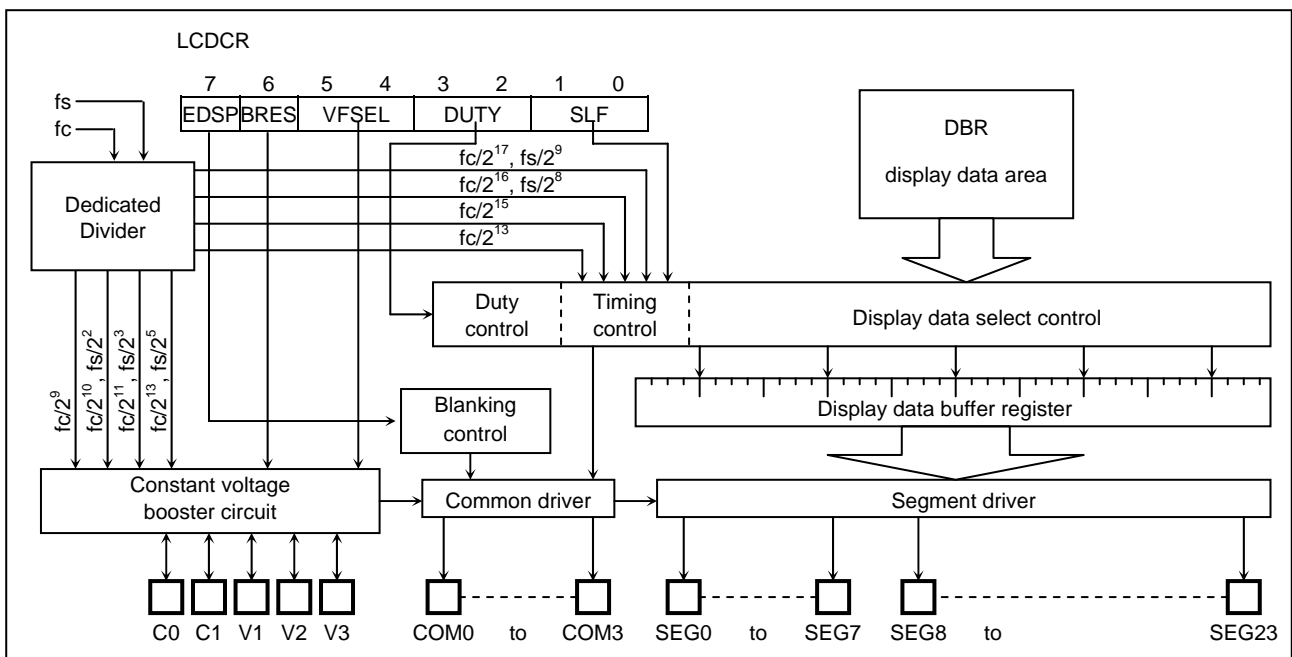 LCDCR
7 6 5 4 3 2 1 0
EDSP BRES VFSEL DUTY SLF
fs
fc
Dedicated
Divider
fc/2^17, fs/2^9
fc/2^16, fs/2^8
fc/2^15
fc/2^13
DBR
display data area
fc/2^9
fc/2^10, fs/2^2
fc/2^11, fs/2^3
fc/2^13, fs/2^5
Duty
control
Timing
control
Display data select control
Display data buffer register
Blanking
control
Constant voltage
booster circuit
Common driver
Segment driver
C0 C1 V1 V2 V3 COM0 to COM3 SEG0 to SEG7 SEG8 to SEG23